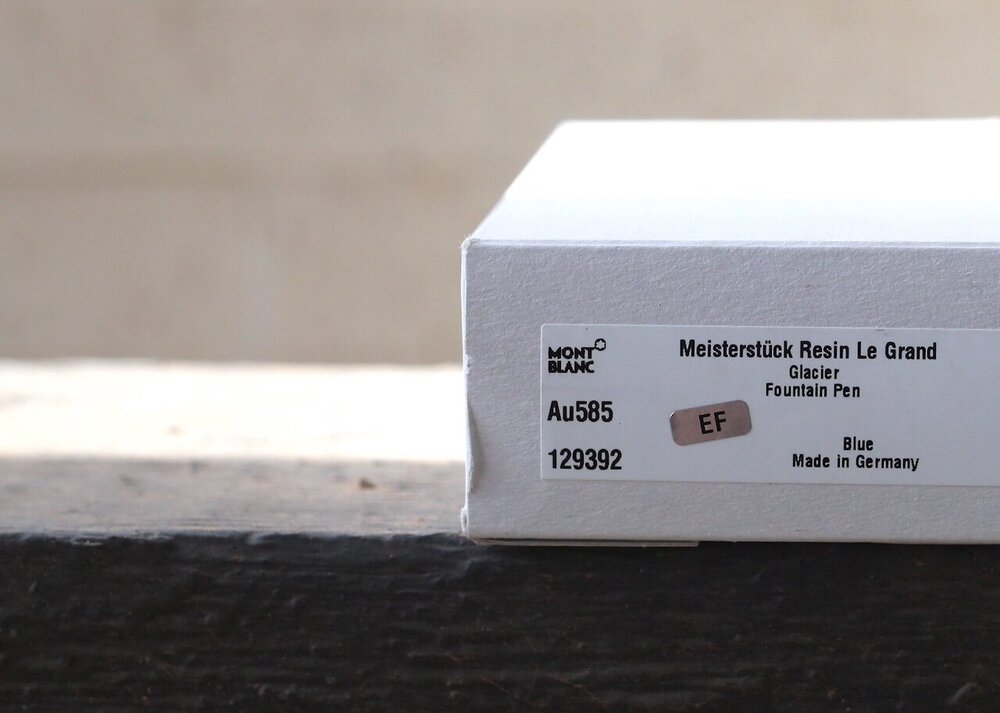 MONT
BLANC
Meisterstück Resin Le Grand
Glacier
Fountain Pen
Au585
EF
129392
Blue
Made in Germany